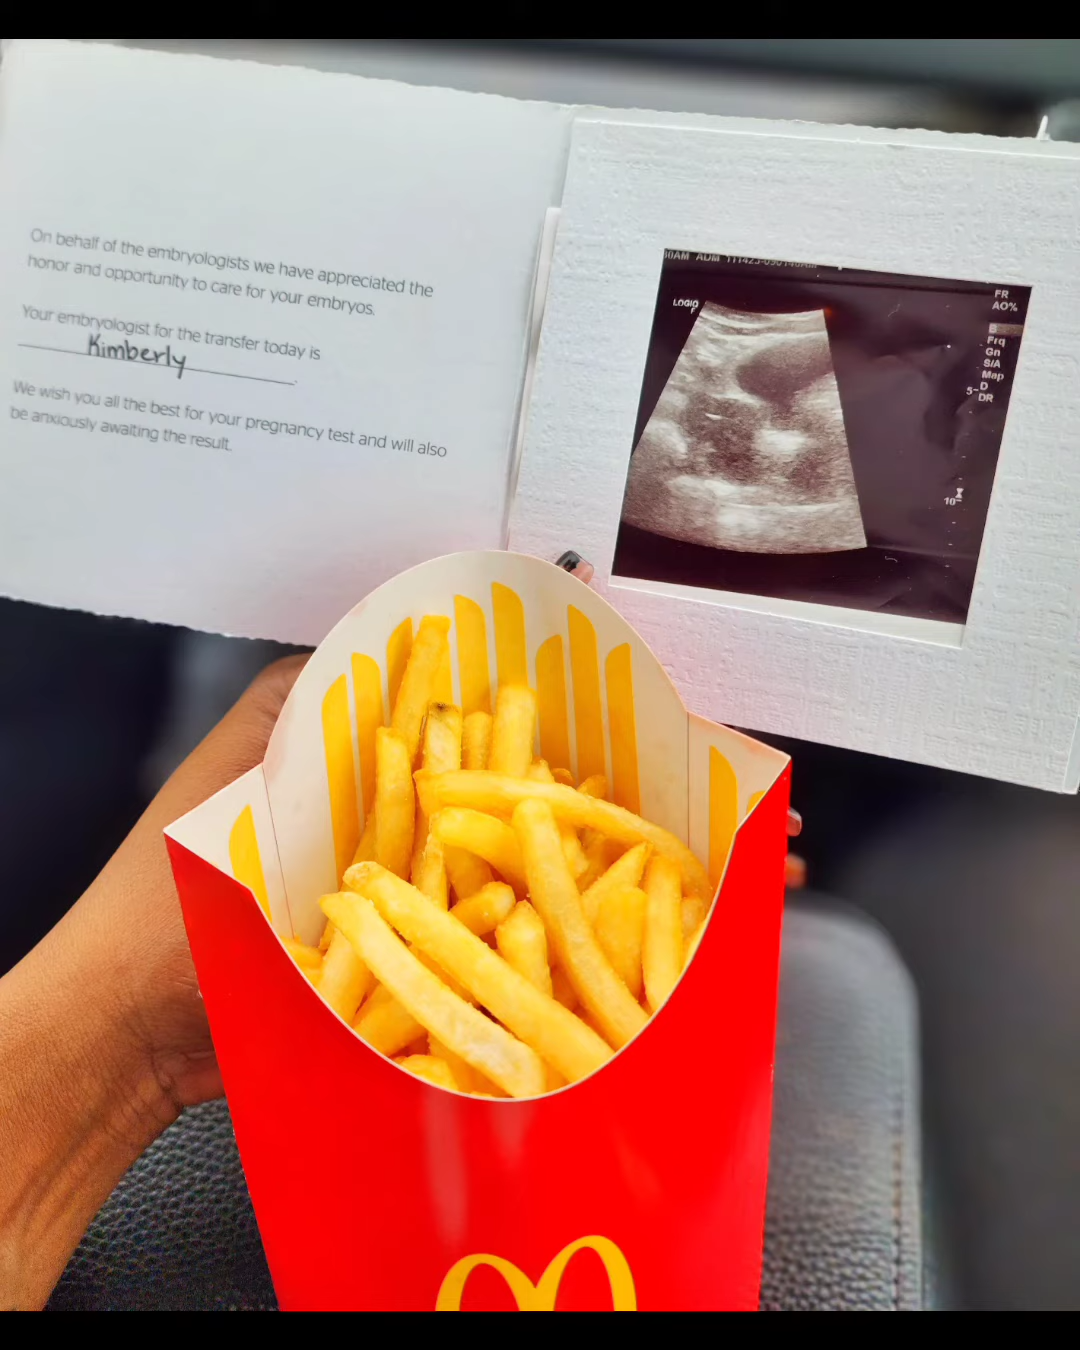 On behalf of the embryologists we have appreciated the
honor and opportunity to care for your embryos.
Your embryologist for the transfer today is
Kimberly
We wish you all the best for your pregnancy test and will also
be anxiously awaiting the result.
ADM
LOGIQ
FR
AO%
B
Frq
Gn
S/A
Map
D
DR
5
10